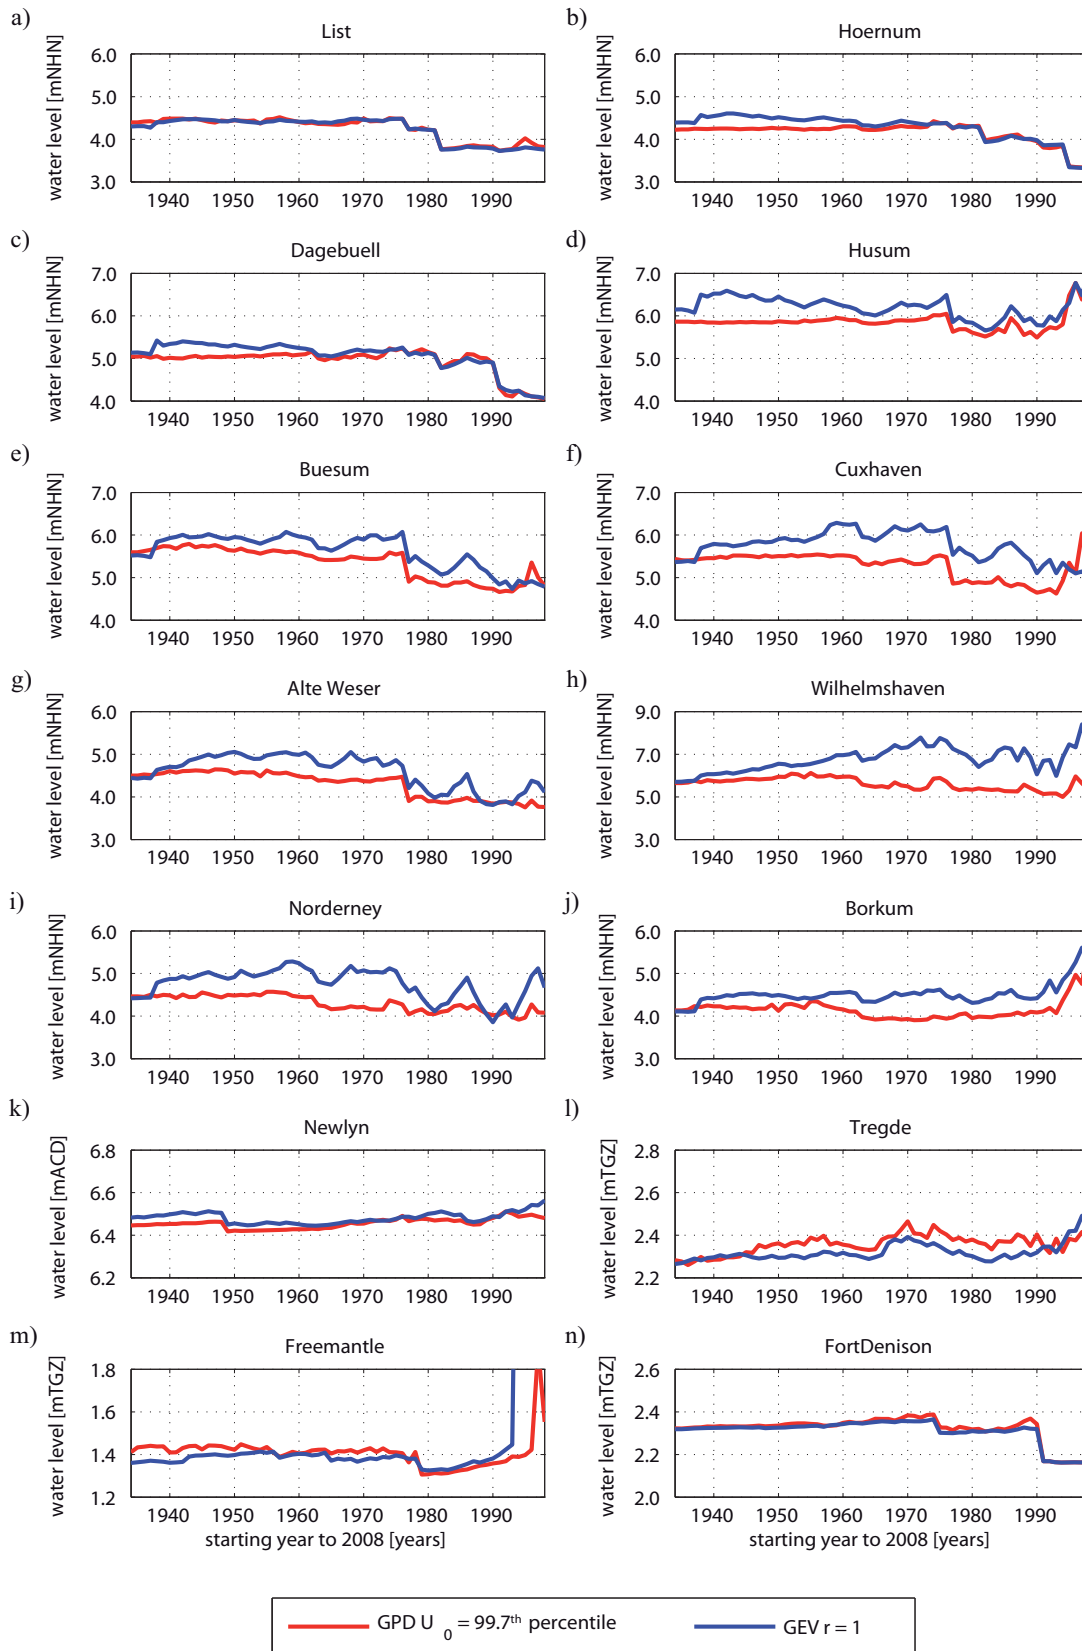 a)
List
water level [mNHN]
6.0
5.0
4.0
3.0
1940 1950 1960 1970 1980 1990
b)
Hoernum
water level [mNHN]
6.0
5.0
4.0
3.0
1940 1950 1960 1970 1980 1990
c)
Dagebuell
water level [mNHN]
7.0
6.0
5.0
4.0
1940 1950 1960 1970 1980 1990
d)
Husum
water level [mNHN]
7.0
6.0
5.0
4.0
1940 1950 1960 1970 1980 1990
e)
Buesum
water level [mNHN]
7.0
6.0
5.0
4.0
1940 1950 1960 1970 1980 1990
f)
Cuxhaven
water level [mNHN]
7.0
6.0
5.0
4.0
1940 1950 1960 1970 1980 1990
g)
Alte Weser
water level [mNHN]
6.0
5.0
4.0
3.0
1940 1950 1960 1970 1980 1990
h)
Wilhelmshaven
water level [mNHN]
9.0
7.0
5.0
3.0
1940 1950 1960 1970 1980 1990
i)
Norderney
water level [mNHN]
6.0
5.0
4.0
3.0
1940 1950 1960 1970 1980 1990
j)
Borkum
water level [mNHN]
6.0
5.0
4.0
3.0
1940 1950 1960 1970 1980 1990
k)
Newlyn
water level [mACD]
6.8
6.6
6.4
6.2
1940 1950 1960 1970 1980 1990
l)
Tregde
water level [mTGZ]
2.8
2.6
2.4
2.2
1940 1950 1960 1970 1980 1990
m)
Freemantle
water level [mTGZ]
1.8
1.6
1.4
1.2
1940 1950 1960 1970 1980 1990
starting year to 2008 [years]
n)
FortDenison
water level [mTGZ]
2.6
2.4
2.2
2.0
1940 1950 1960 1970 1980 1990
starting year to 2008 [years]
GPD U 0 = 99.7th percentile
GEV r = 1